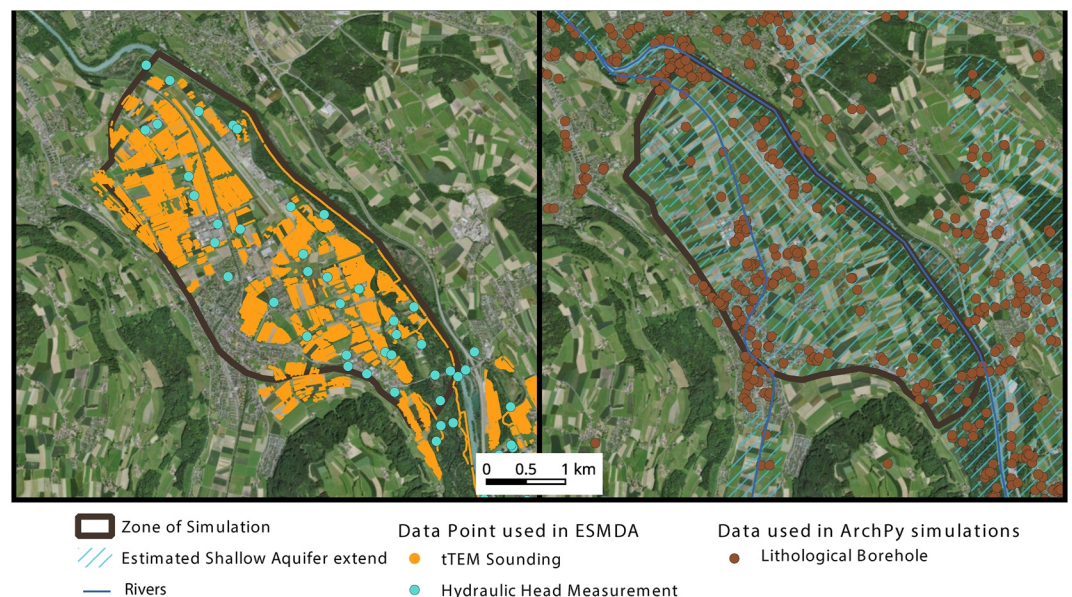 0 0.5 1 km
Zone of Simulation
Estimated Shallow Aquifer extend
Rivers
Data Point used in ESMDA
tTEM Sounding
Hydraulic Head Measurement
Data used in ArchPy simulations
Lithological Borehole